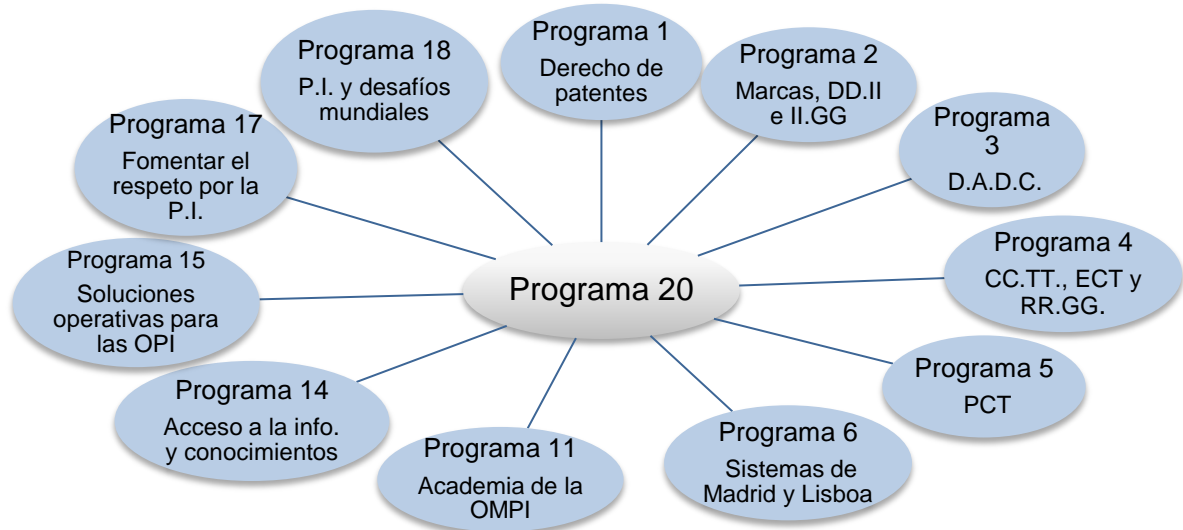 Programa 1
Derecho de
patentes
Programa 2
Marcas, DD.II
e II.GG
Programa
3
D.A.D.C.
Programa 4
CC.TT., ECT y
RR.GG.
Programa 5
PCT
Programa 6
Sistemas de
Madrid y Lisboa
Programa 11
Academia de la
OMPI
Programa 14
Acceso a la info.
y conocimientos
Programa 15
Soluciones
operativas para
las OPI
Programa 17
Fomentar el
respeto por la
P.I.
Programa 18
P.I. y desafíos
mundiales
Programa 20